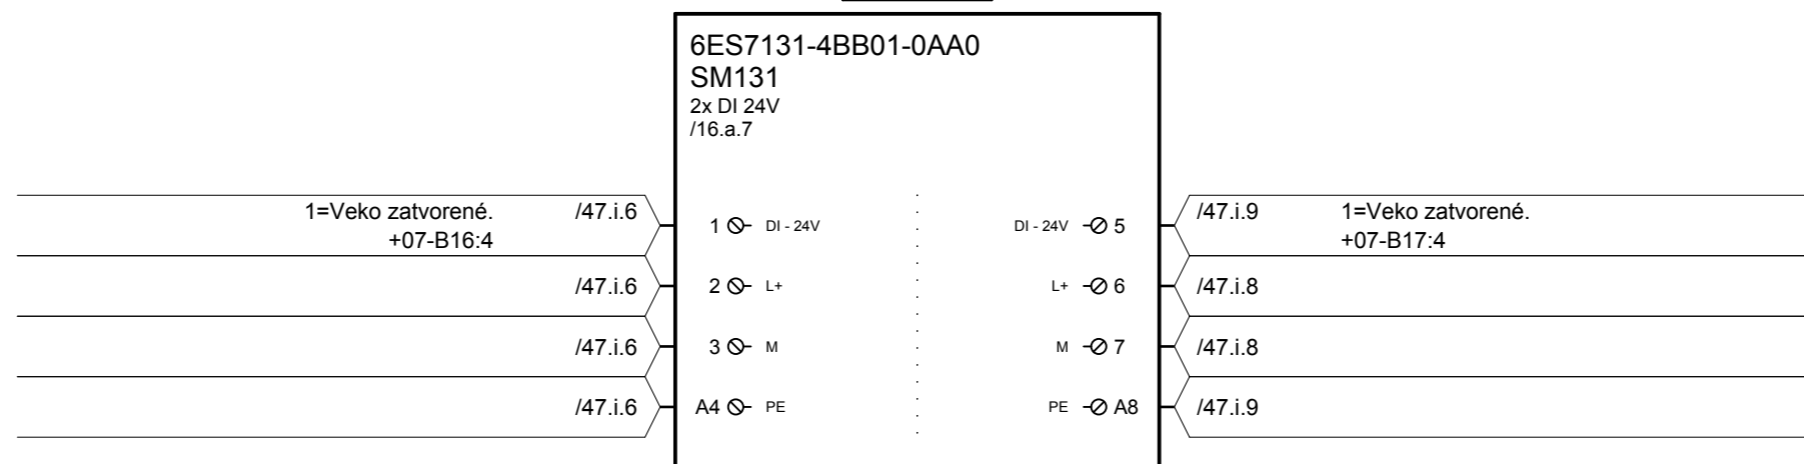 6ES7131-4BB01-0AA0
SM131
2x DI 24V
/16.a.7
1=Veko zatvorené. /47.i.6 1 DI - 24V DI - 24V 5 /47.i.9 1=Veko zatvorené.
+07-B16:4 +07-B17:4
/47.i.6 2 L+ L+ 6 /47.i.8
/47.i.6 3 M M 7 /47.i.8
/47.i.6 A4 PE PE A8 /47.i.9